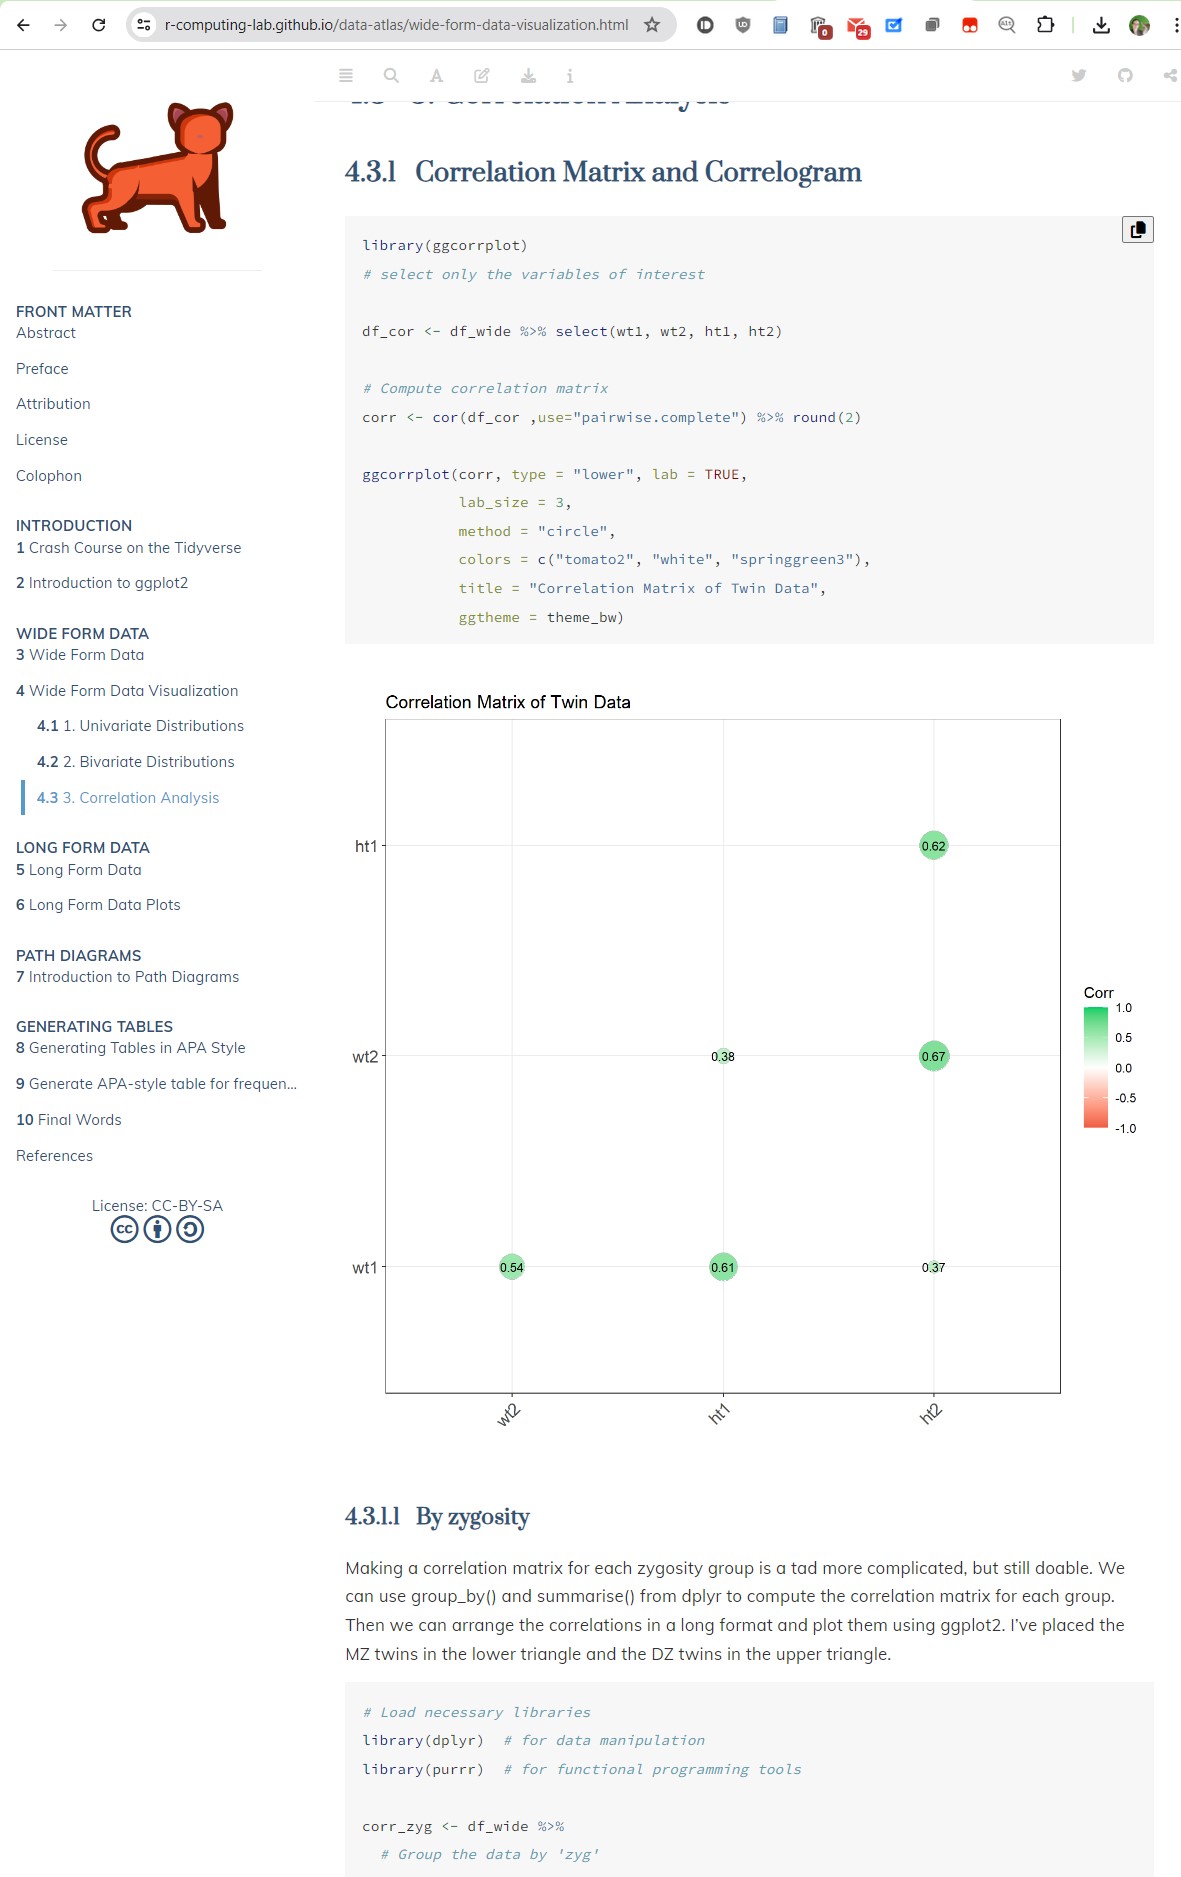 r-computing-lab.github.io/data-atlas/wide-form-data-visualization.html
0
29
4.3 3. Correlation Analysis
FRONT MATTER
Abstract
Preface
Attribution
License
Colophon
INTRODUCTION
1 Crash Course on the Tidyverse
2 Introduction to ggplot2
WIDE FORM DATA
3 Wide Form Data
4 Wide Form Data Visualization
4.1 1. Univariate Distributions
4.2 2. Bivariate Distributions
4.3 3. Correlation Analysis
LONG FORM DATA
5 Long Form Data
6 Long Form Data Plots
PATH DIAGRAMS
7 Introduction to Path Diagrams
GENERATING TABLES
8 Generating Tables in APA Style
9 Generate APA-style table for frequen...
10 Final Words
References
License: CC-BY-SA
4.3.1 Correlation Matrix and Correlogram
library(ggcorrplot)
# select only the variables of interest
df_cor <- df_wide %>% select(wt1, wt2, ht1, ht2)
# Compute correlation matrix
corr <- cor(df_cor ,use="pairwise.complete") %>% round(2)
ggcorrplot(corr, type = "lower", lab = TRUE,
lab_size = 3,
method = "circle",
colors = c("tomato2", "white", "springgreen3"),
title = "Correlation Matrix of Twin Data",
ggtheme = theme_bw)
Correlation Matrix of Twin Data
ht1
0.62
wt2
0.38
0.67
wt1
0.54
0.61
0.37
wt2
ht1
ht2
Corr
1.0
0.5
0.0
-0.5
-1.0
4.3.1.1 By zygosity
Making a correlation matrix for each zygosity group is a tad more complicated, but still doable. We
can use group_by() and summarise() from dplyr to compute the correlation matrix for each group.
Then we can arrange the correlations in a long format and plot them using ggplot2. I’ve placed the
MZ twins in the lower triangle and the DZ twins in the upper triangle.
# Load necessary libraries
library(dplyr) # for data manipulation
library(purrr) # for functional programming tools
corr_zyg <- df_wide %>%
# Group the data by 'zyg'